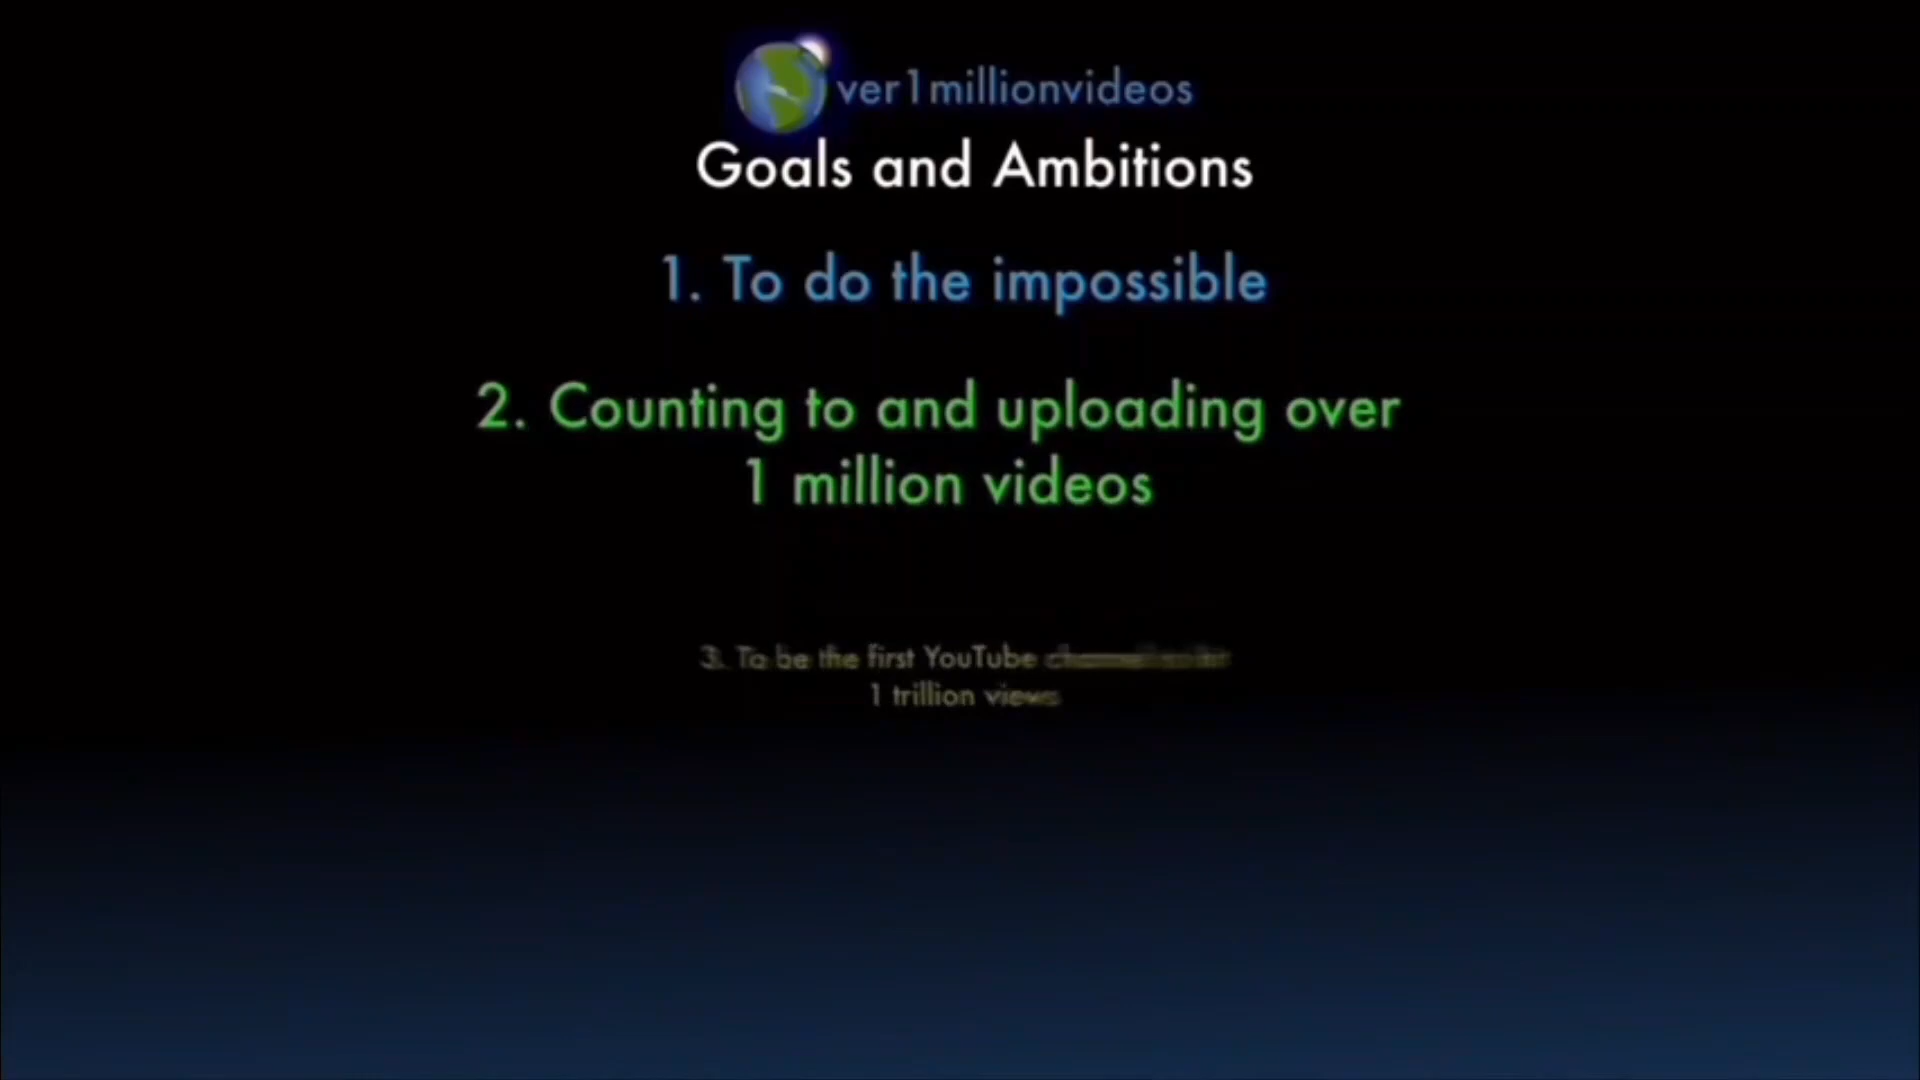 ver1millionvideos
Goals and Ambitions
1. To do the impossible
2. Counting to and uploading over
1 million videos
3. To be the first YouTube
1 trillion views